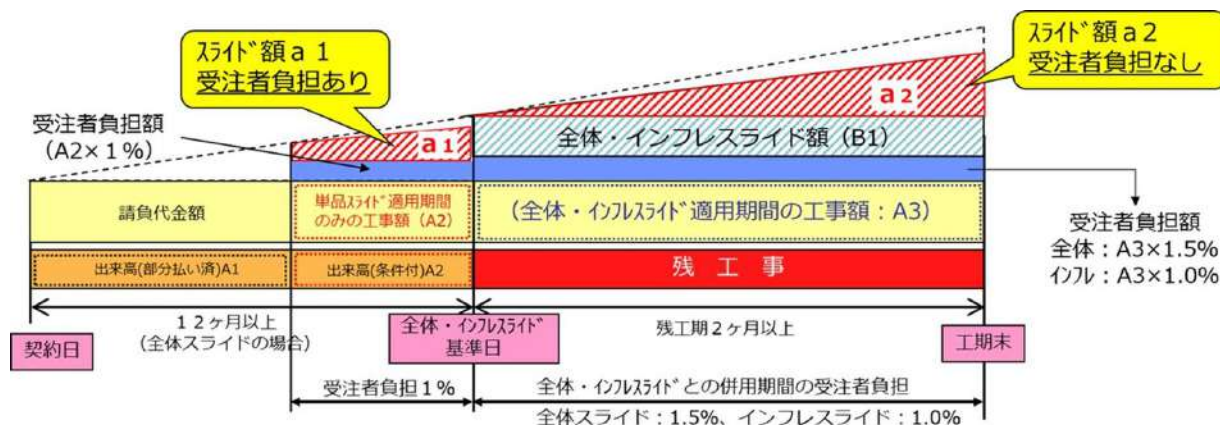 ｽﾗｲﾄﾞ額ａ１
受注者負担あり
ｽﾗｲﾄﾞ額ａ２
受注者負担なし
受注者負担額
（A2×１%）
ａ１
ａ２
全体・インフレスライド額（B1）
請負代金額
単品ｽﾗｲﾄﾞ適用期間
のみの工事額（A2）
（全体・ｲﾝﾌﾚｽﾗｲﾄﾞ適用期間の工事額：A3）
受注者負担額
全体：A3×1.5%
ｲﾝﾌﾚ：A3×1.0%
出来高(部分払い済)A1
出来高(条件付)A2
残 工 事
１２ヶ月以上
（全体スライドの場合）
残工期２ヶ月以上
契約日
全体・ｲﾝﾌﾚｽﾗｲﾄﾞ
基準日
工期末
受注者負担１%
全体・ｲﾝﾌﾚｽﾗｲﾄﾞとの併用期間の受注者負担
全体スライド：1.5%、インフレスライド：1.0%